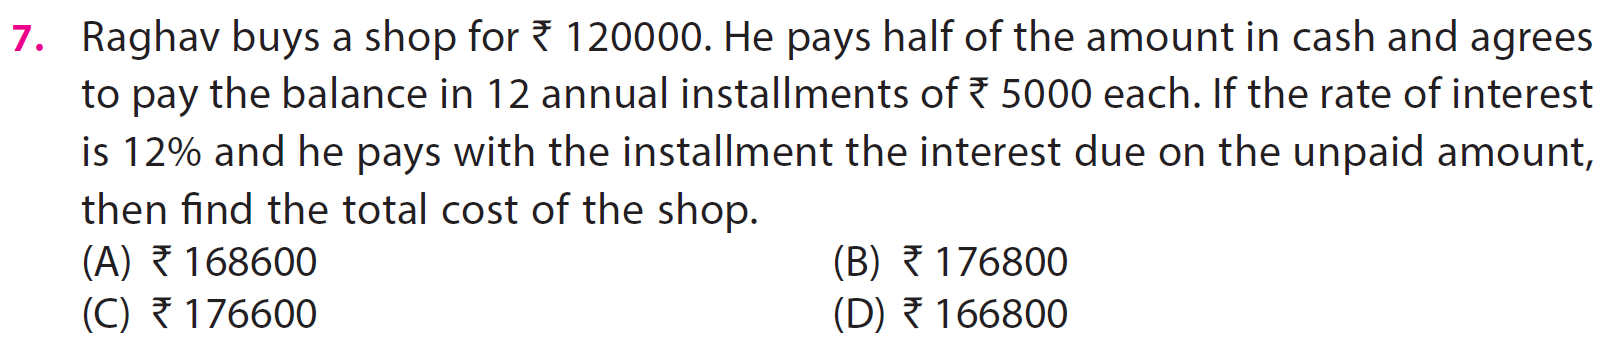 7. Raghav buys a shop for ₹ 120000. He pays half of the amount in cash and agrees
to pay the balance in 12 annual installments of ₹ 5000 each. If the rate of interest
is 12% and he pays with the installment the interest due on the unpaid amount,
then find the total cost of the shop.
(A) ₹ 168600 (B) ₹ 176800
(C) ₹ 176600 (D) ₹ 166800